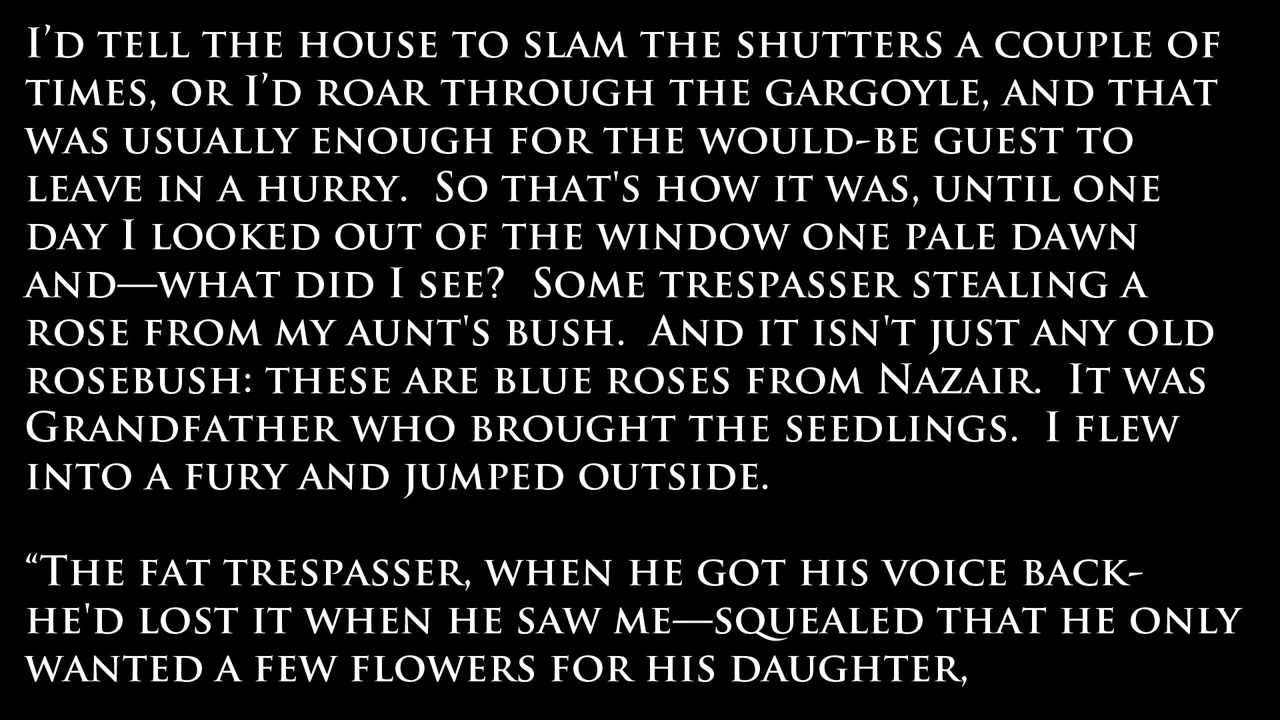 I’d tell the house to slam the shutters a couple of
times, or I’d roar through the gargoyle, and that
was usually enough for the would-be guest to
leave in a hurry.  So that's how it was, until one
day I looked out of the window one pale dawn
and—what did I see?  Some trespasser stealing a
rose from my aunt's bush.  And it isn't just any old
rosebush: these are blue roses from Nazair.  It was
Grandfather who brought the seedlings.  I flew
into a fury and jumped outside.

“The fat trespasser, when he got his voice back-
he'd lost it when he saw me—squealed that he only
wanted a few flowers for his daughter,